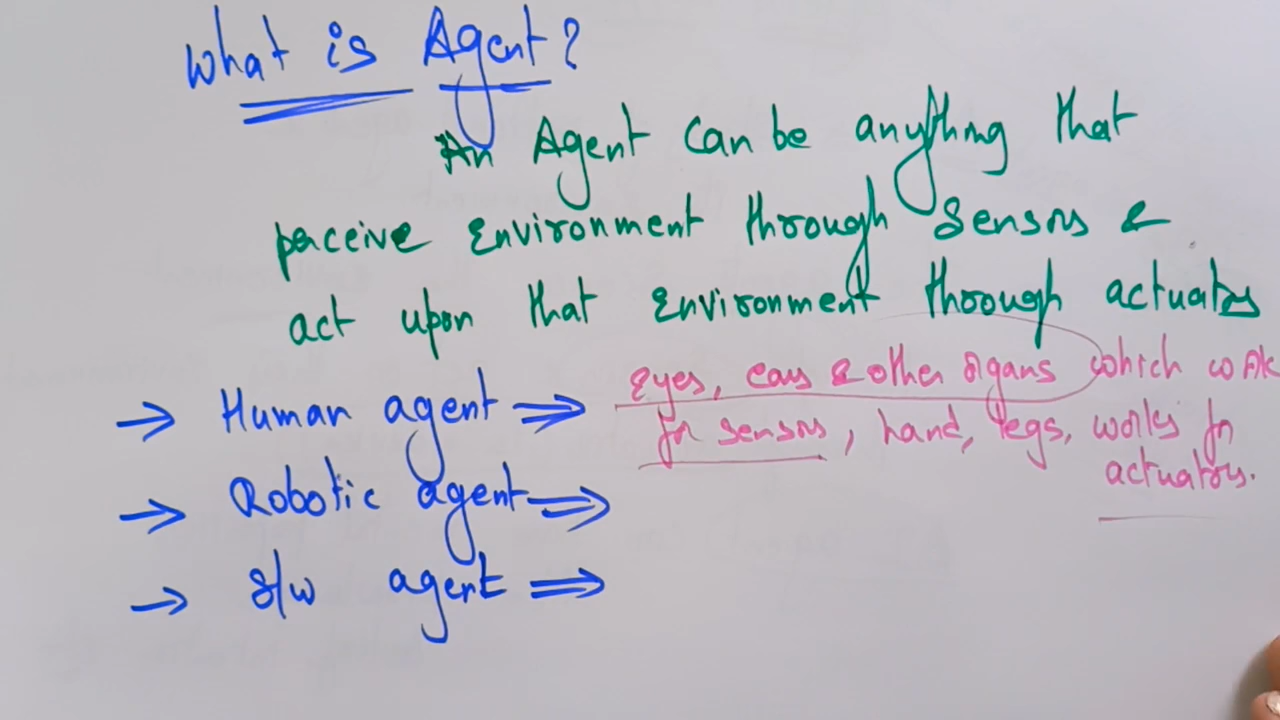 What is Agent?
An Agent can be anything that
perceive Environment through Sensors &
act upon that Environment through actuators
Eyes, ears & other organs which work
→ Human agent ⇒
for sensors, hand, legs, works for
actuators.
→ Robotic agent ⇒
→ S/w agent ⇒